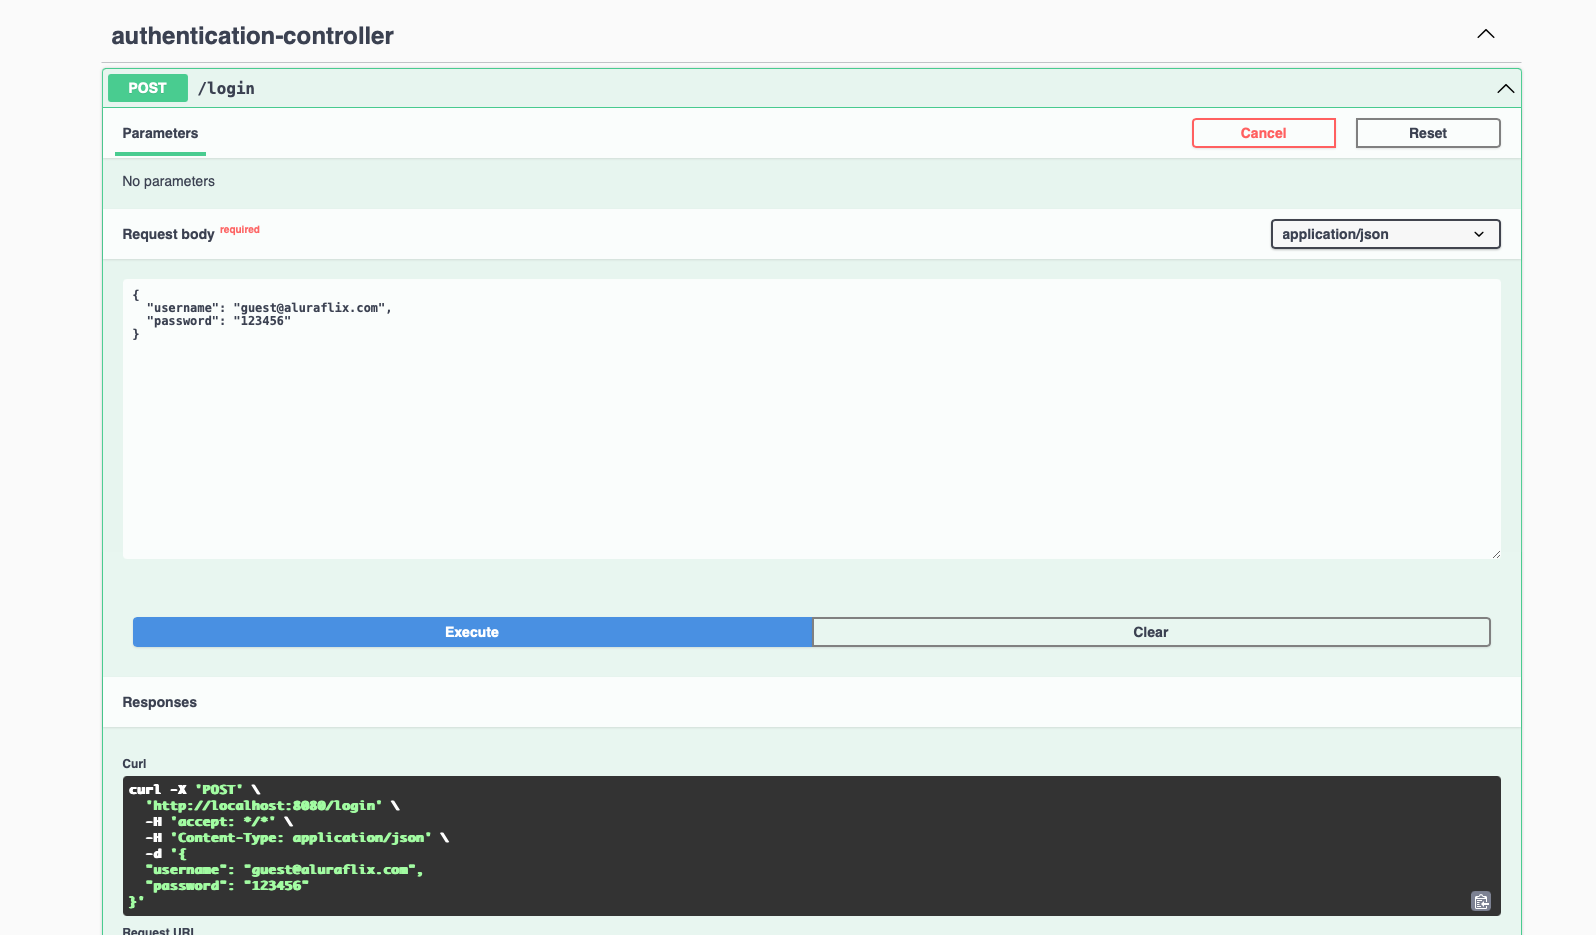 authentication-controller
POST /login
Parameters
Cancel
Reset
No parameters
Request body required
application/json
{
  "username": "guest@aluraflix.com",
  "password": "123456"
}
Execute
Clear
Responses
Curl
curl -X 'POST' \
  'http://localhost:8080/login' \
  -H 'accept: */*' \
  -H 'Content-Type: application/json' \
  -d '{
  "username": "guest@aluraflix.com",
  "password": "123456"
}'
Request URL